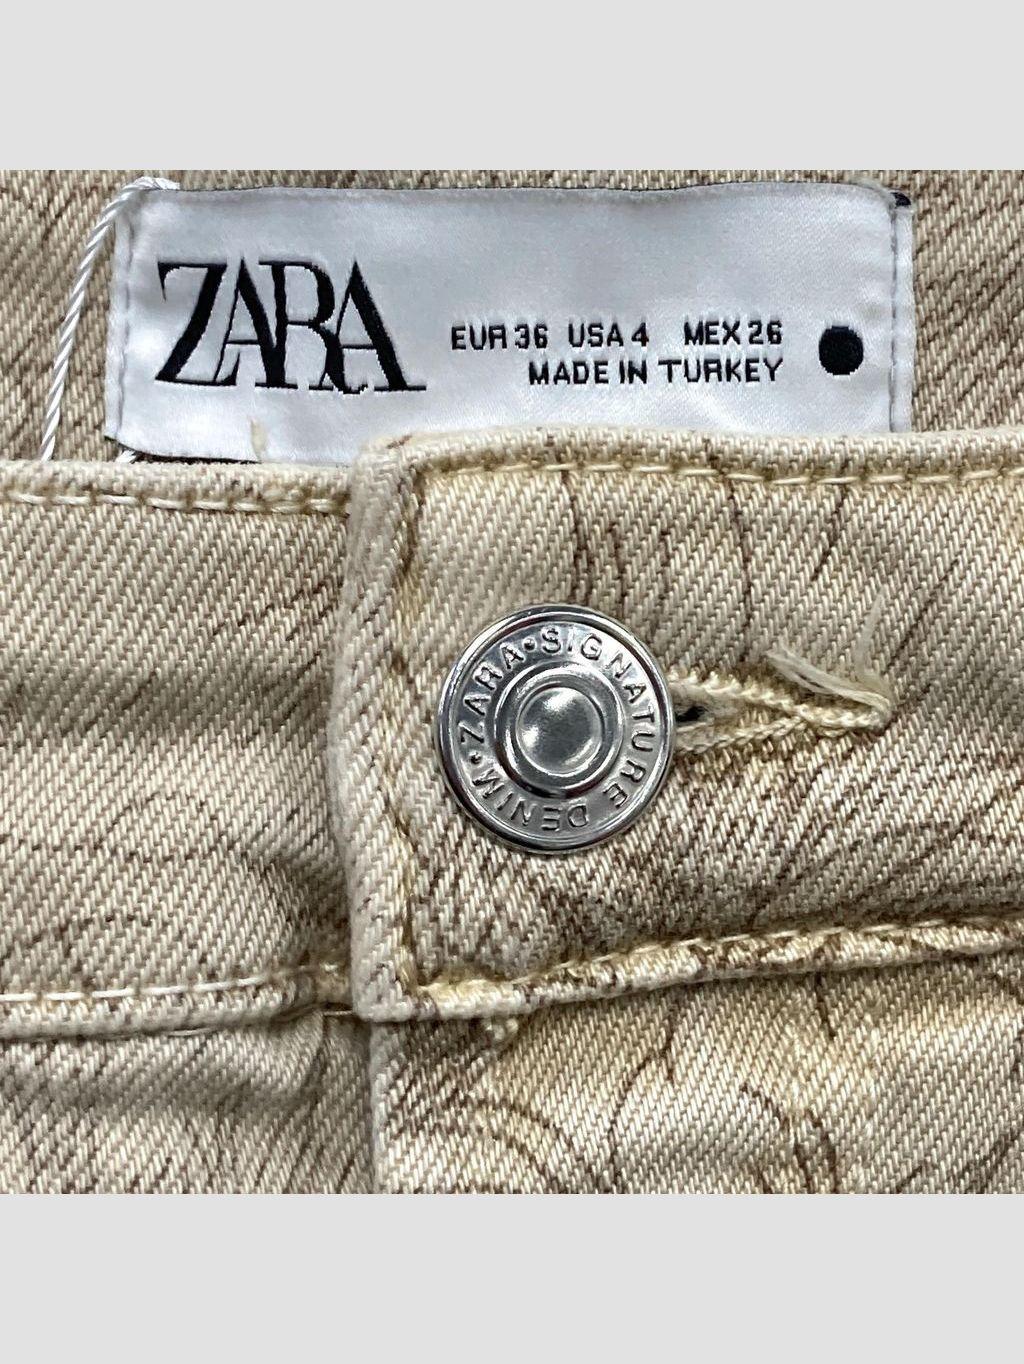 ZARA
EUR 36 USA 4 MEX 26
MADE IN TURKEY
ZARA • SIGNATURE DENIM •